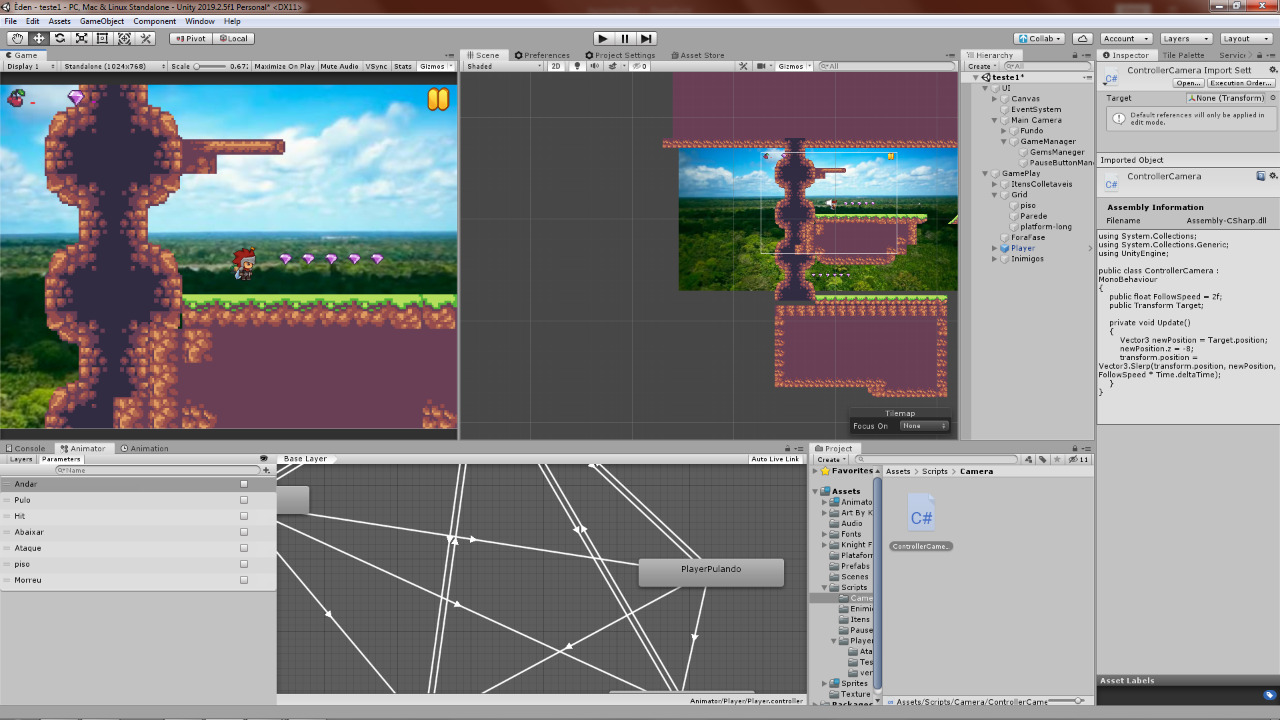 Éden - teste1 - PC, Mac & Linux Standalone - Unity 2019.2.5f1 Personal* <DX11>
File Edit Assets GameObject Component Window Help
Pivot Local Collab Account Layers Layout
Game
Display 1 Standalone (1024x768) Scale 0.67: Maximize On Play Mute Audio VSync Stats Gizmos
Scene Preferences Project Settings Asset Store
Shaded 2D 0 Gizmos All
Tilemap
Focus On None
Hierarchy
Create All
teste1*
UI
Canvas
EventSystem
Main Camera
Fundo
GameManager
GemsManeger
PauseButtonMan
GamePlay
ItensColletaveis
Grid
piso
Parede
platform-long
ForaFase
Player
Inimigos
Inspector Tile Palette Servic
ControllerCamera Import Sett
Open... Execution Order...
Target None (Transform)
Default references will only be applied in
edit mode.
Imported Object
ControllerCamera
Assembly Information
Filename Assembly-CSharp.dll
using System.Collections;
using System.Collections.Generic;
using UnityEngine;
public class ControllerCamera :
MonoBehaviour
{
public float FollowSpeed = 2f;
public Transform Target;
private void Update()
{
Vector3 newPosition = Target.position;
newPosition.z = -8;
transform.position =
Vector3.Slerp(transform.position, newPosition,
FollowSpeed * Time.deltaTime);
}
}
Asset Labels
Console Animator Animation
Layers Parameters
Name
Andar
Pulo
Hit
Abaixar
Ataque
piso
Morreu
Base Layer
Auto Live Link
PlayerPulando
Animator/Player/Player.controller
Project
Create 11
Favorites
Assets
Animato
Art By K
Audio
Fonts
Knight F
Plataforn
Prefabs
Scenes
Scripts
Came
Enimi
Itens
Pause
Player
Ata
Tes
ver
Sprites
Texture
Packages
Assets Scripts Camera
C#
ControllerCame...
Assets/Scripts/Camera/ControllerCame